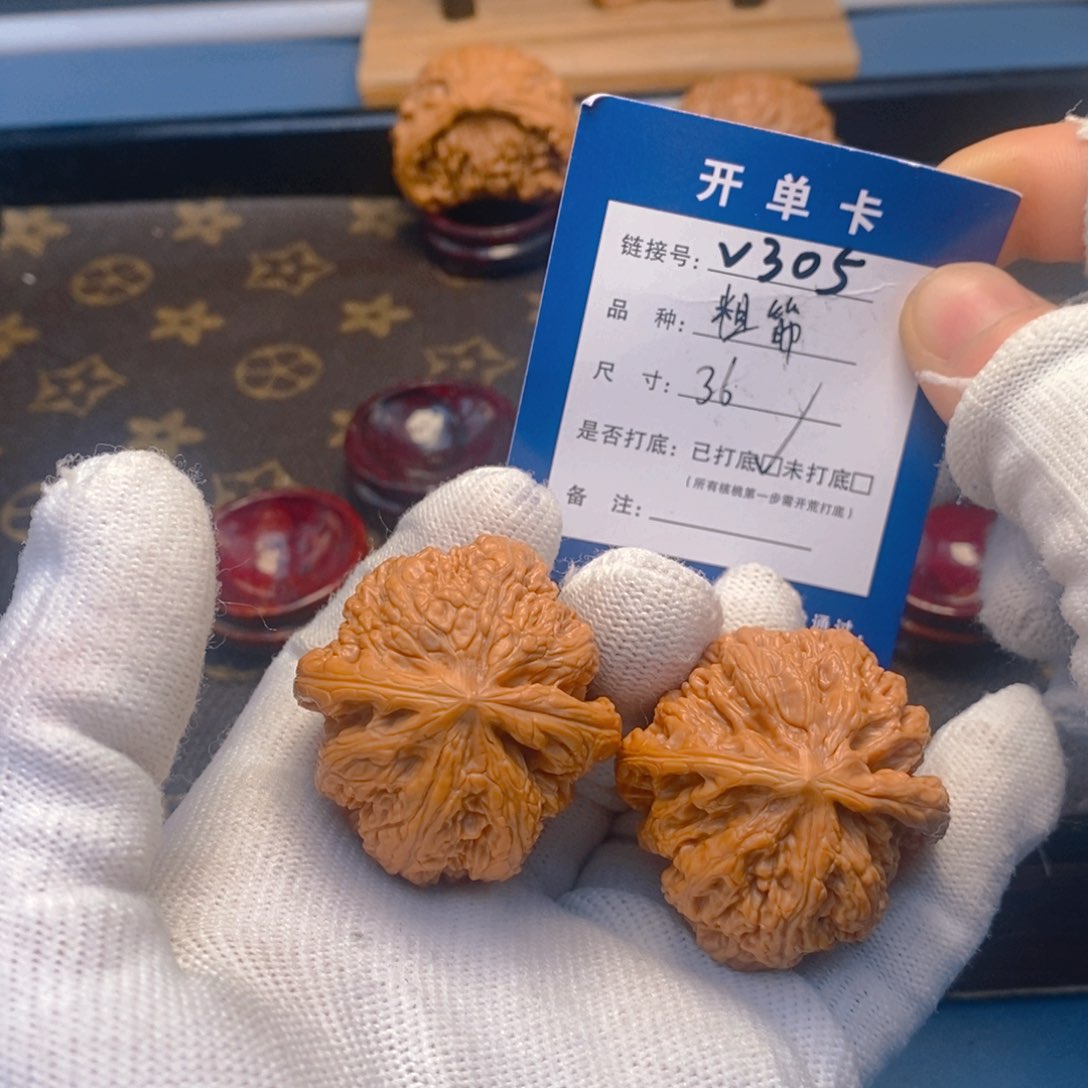 开单卡
链接号: V305
品 种: 粗筋
尺 寸: 36
是否打底: 已打底☑未打底□
(所有核桃第一步需开荒打底)
备 注:
通过